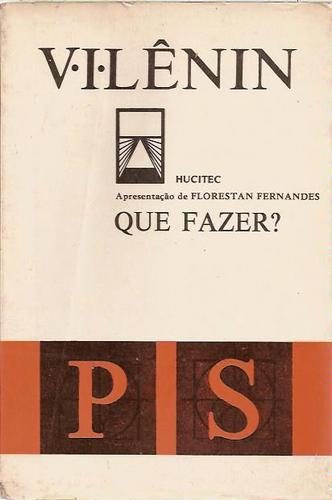 V·I·LÊNIN
HUCITEC
Apresentação de FLORESTAN FERNANDES
QUE FAZER?
P S